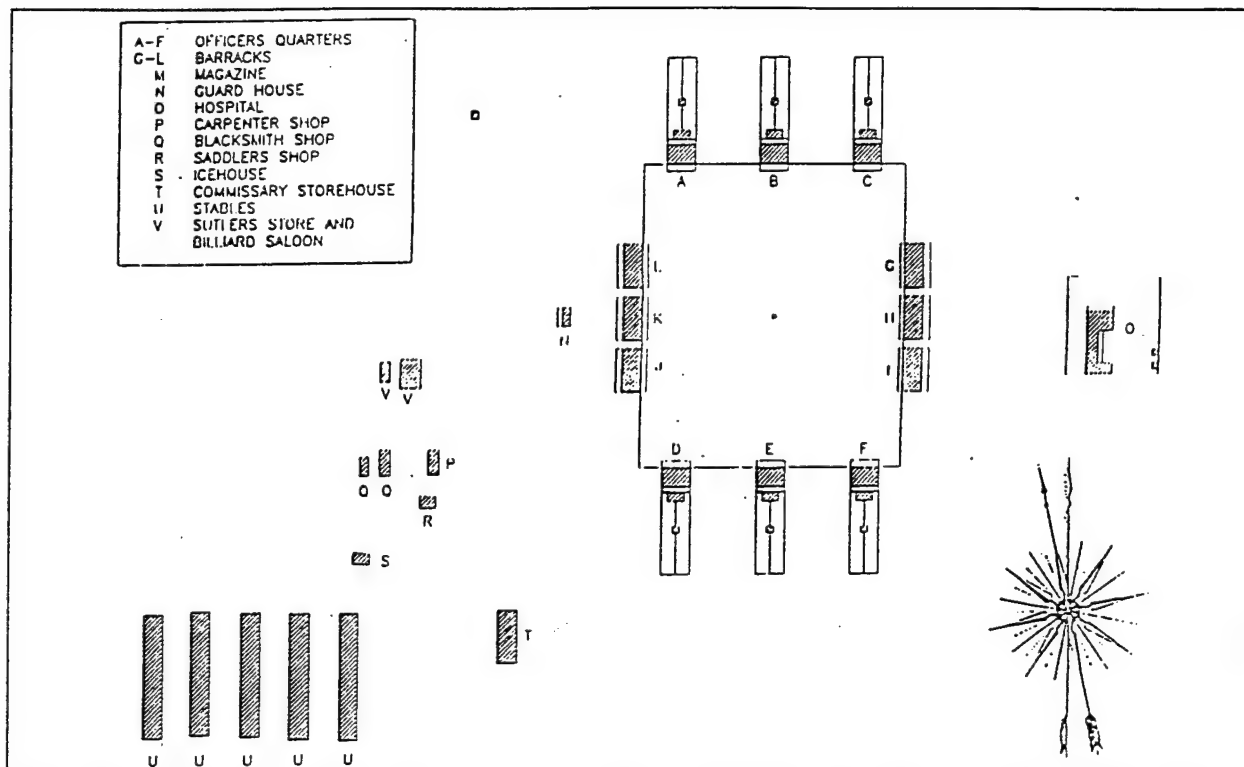 A-F OFFICERS QUARTERS
G-L BARRACKS
M MAGAZINE
N GUARD HOUSE
O HOSPITAL
P CARPENTER SHOP
Q BLACKSMITH SHOP
R SADDLERS SHOP
S ICEHOUSE
T COMMISSARY STOREHOUSE
U STABLES
V SUTLERS STORE AND
BILLIARD SALOON
A B C
L G
K H
N
O
J I
V V
D E F
P
Q Q
R
S
T
U U U U U